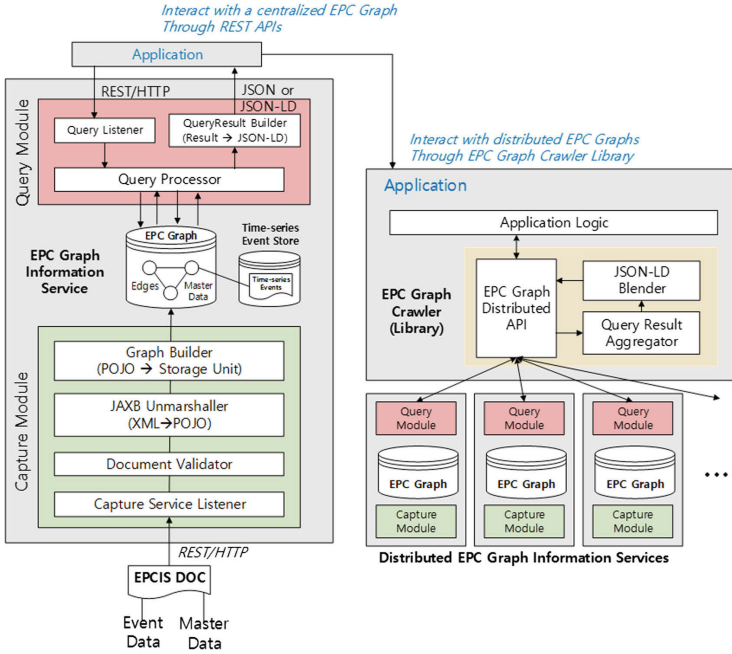 Interact with a centralized EPC Graph
Through REST APIs
Application
REST/HTTP
JSON or
JSON-LD
Query Module
Query Listener
QueryResult Builder
(Result → JSON-LD)
Query Processor
EPC Graph
Information
Service
EPC Graph
Edges
Master
Data
Time-series
Event Store
Time-series
Events
Capture Module
Graph Builder
(POJO → Storage Unit)
JAXB Unmarshaller
(XML→POJO)
Document Validator
Capture Service Listener
REST/HTTP
EPCIS DOC
Event
Data
Master
Data
Interact with distributed EPC Graphs
Through EPC Graph Crawler Library
Application
Application Logic
EPC Graph
Crawler
(Library)
EPC Graph
Distributed
API
JSON-LD
Blender
Query Result
Aggregator
Query
Module
EPC Graph
Capture
Module
Query
Module
EPC Graph
Capture
Module
Query
Module
EPC Graph
Capture
Module
...
Distributed EPC Graph Information Services